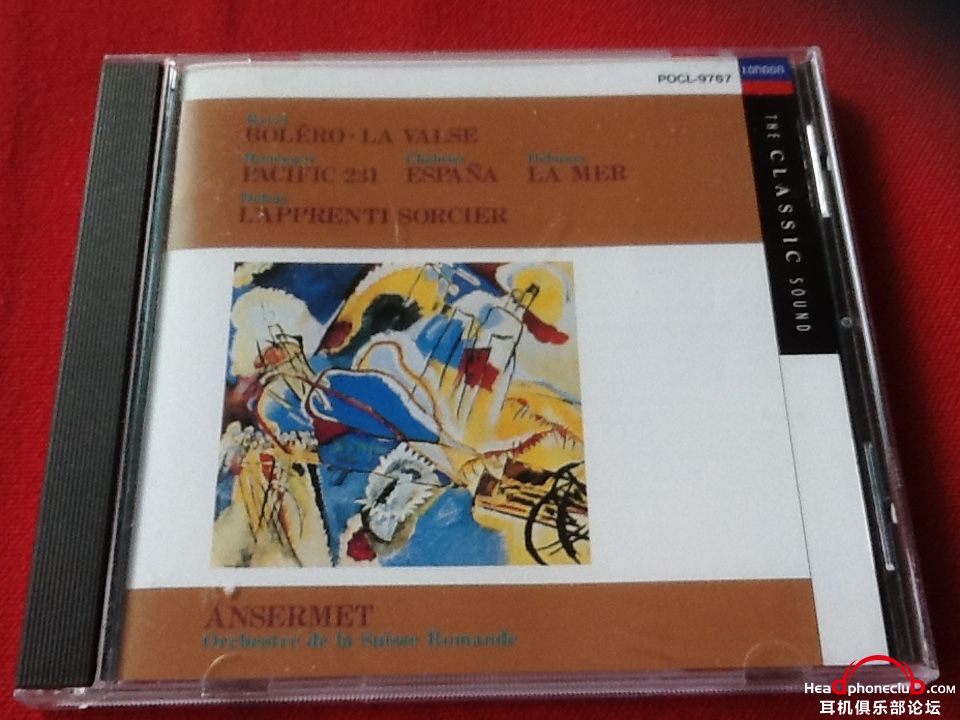 POCL-9767
LONDON
THE CLASSIC SOUND
Ravel
BOLÉRO · LA VALSE
Honegger Chabrier Debussy
PACIFIC 231 ESPAÑA LA MER
Dukas
L'APPRENTI SORCIER
ANSERMET
Orchestre de la Suisse Romande
Headphoneclub.com
耳机俱乐部论坛